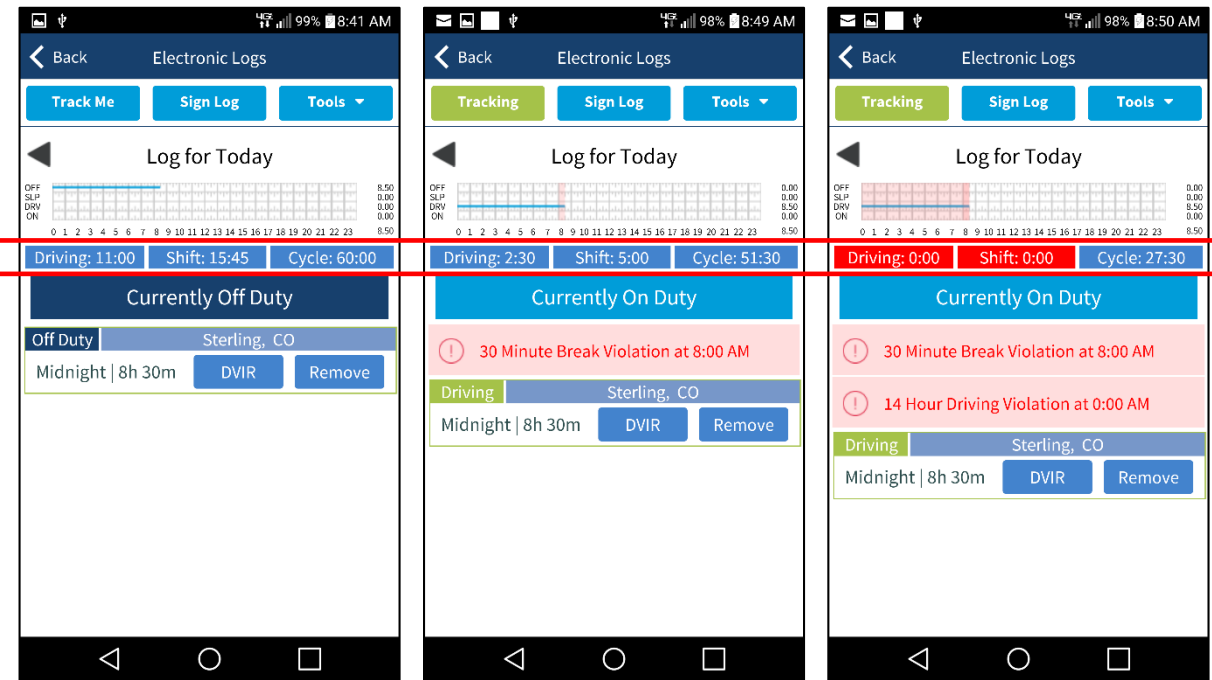 4G 99% 8:41 AM
Back Electronic Logs
Track Me Sign Log Tools
Log for Today
OFF 8.50
SLP 0.00
DRV 0.00
ON 0.00
0 1 2 3 4 5 6 7 8 9 10 11 12 13 14 15 16 17 18 19 20 21 22 23 8.50
Driving: 11:00 Shift: 15:45 Cycle: 60:00
Currently Off Duty
Off Duty Sterling, CO
Midnight | 8h 30m DVIR Remove
4G 98% 8:49 AM
Back Electronic Logs
Tracking Sign Log Tools
Log for Today
OFF 0.00
SLP 0.00
DRV 8.50
ON 0.00
0 1 2 3 4 5 6 7 8 9 10 11 12 13 14 15 16 17 18 19 20 21 22 23 8.50
Driving: 2:30 Shift: 5:00 Cycle: 51:30
Currently On Duty
30 Minute Break Violation at 8:00 AM
Driving Sterling, CO
Midnight | 8h 30m DVIR Remove
4G 98% 8:50 AM
Back Electronic Logs
Tracking Sign Log Tools
Log for Today
OFF 0.00
SLP 0.00
DRV 8.50
ON 0.00
0 1 2 3 4 5 6 7 8 9 10 11 12 13 14 15 16 17 18 19 20 21 22 23 8.50
Driving: 0:00 Shift: 0:00 Cycle: 27:30
Currently On Duty
30 Minute Break Violation at 8:00 AM
14 Hour Driving Violation at 0:00 AM
Driving Sterling, CO
Midnight | 8h 30m DVIR Remove